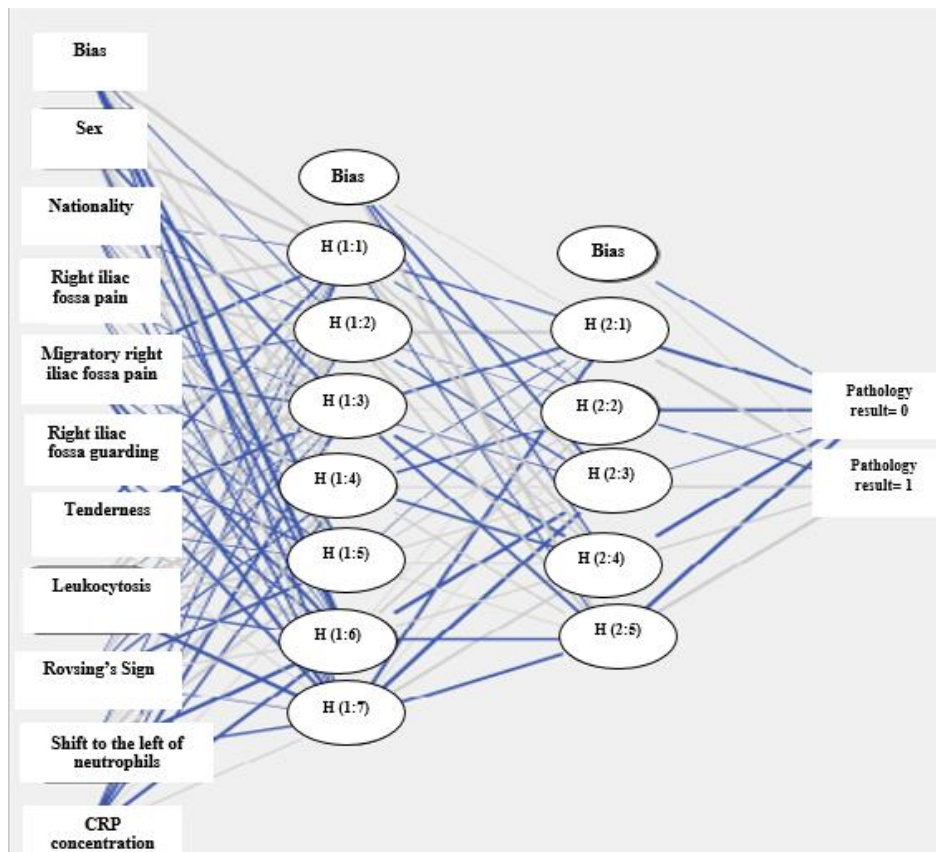 Bias
Sex
Nationality
Right iliac
fossa pain
Migratory right
iliac fossa pain
Right iliac
fossa guarding
Tenderness
Leukocytosis
Rovsing's Sign
Shift to the left of
neutrophils
CRP
concentration
Bias
H (1:1)
H (1:2)
H (1:3)
H (1:4)
H (1:5)
H (1:6)
H (1:7)
Bias
H (2:1)
H (2:2)
H (2:3)
H (2:4)
H (2:5)
Pathology
result= 0
Pathology
result= 1